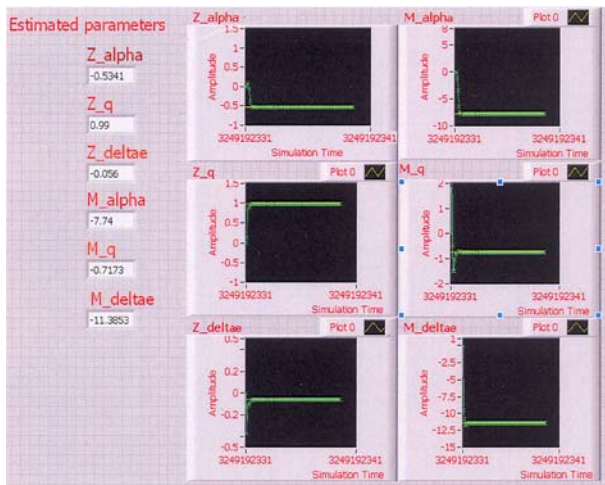 Estimated parameters
Z_alpha
-0.5341
Z_q
0.99
Z_deltae
-0.056
M_alpha
-7.74
M_q
-0.7173
M_deltae
-11.3853
Z_alpha
1.5
1
0.5
0
-0.5
-1
Amplitude
3249192331 3249192341
Simulation Time
M_alpha Plot 0
8
5
0
-5
-10
Amplitude
3249192331 3249192341
Simulation Time
Z_q Plot 0
1.5
1
0.5
0
-0.5
-1
Amplitude
3249192331 3249192341
Simulation Time
M_q Plot 0
2
1
0
-1
-2
Amplitude
3249192331 3249192341
Simulation Time
Z_deltae Plot 0
0.5
0.2
0
-0.2
-0.5
Amplitude
3249192331 3249192341
Simulation Time
M_deltae Plot 0
1
-2.5
-5
-7.5
-10
-12.5
-15
Amplitude
3249192331 3249192341
Simulation Time